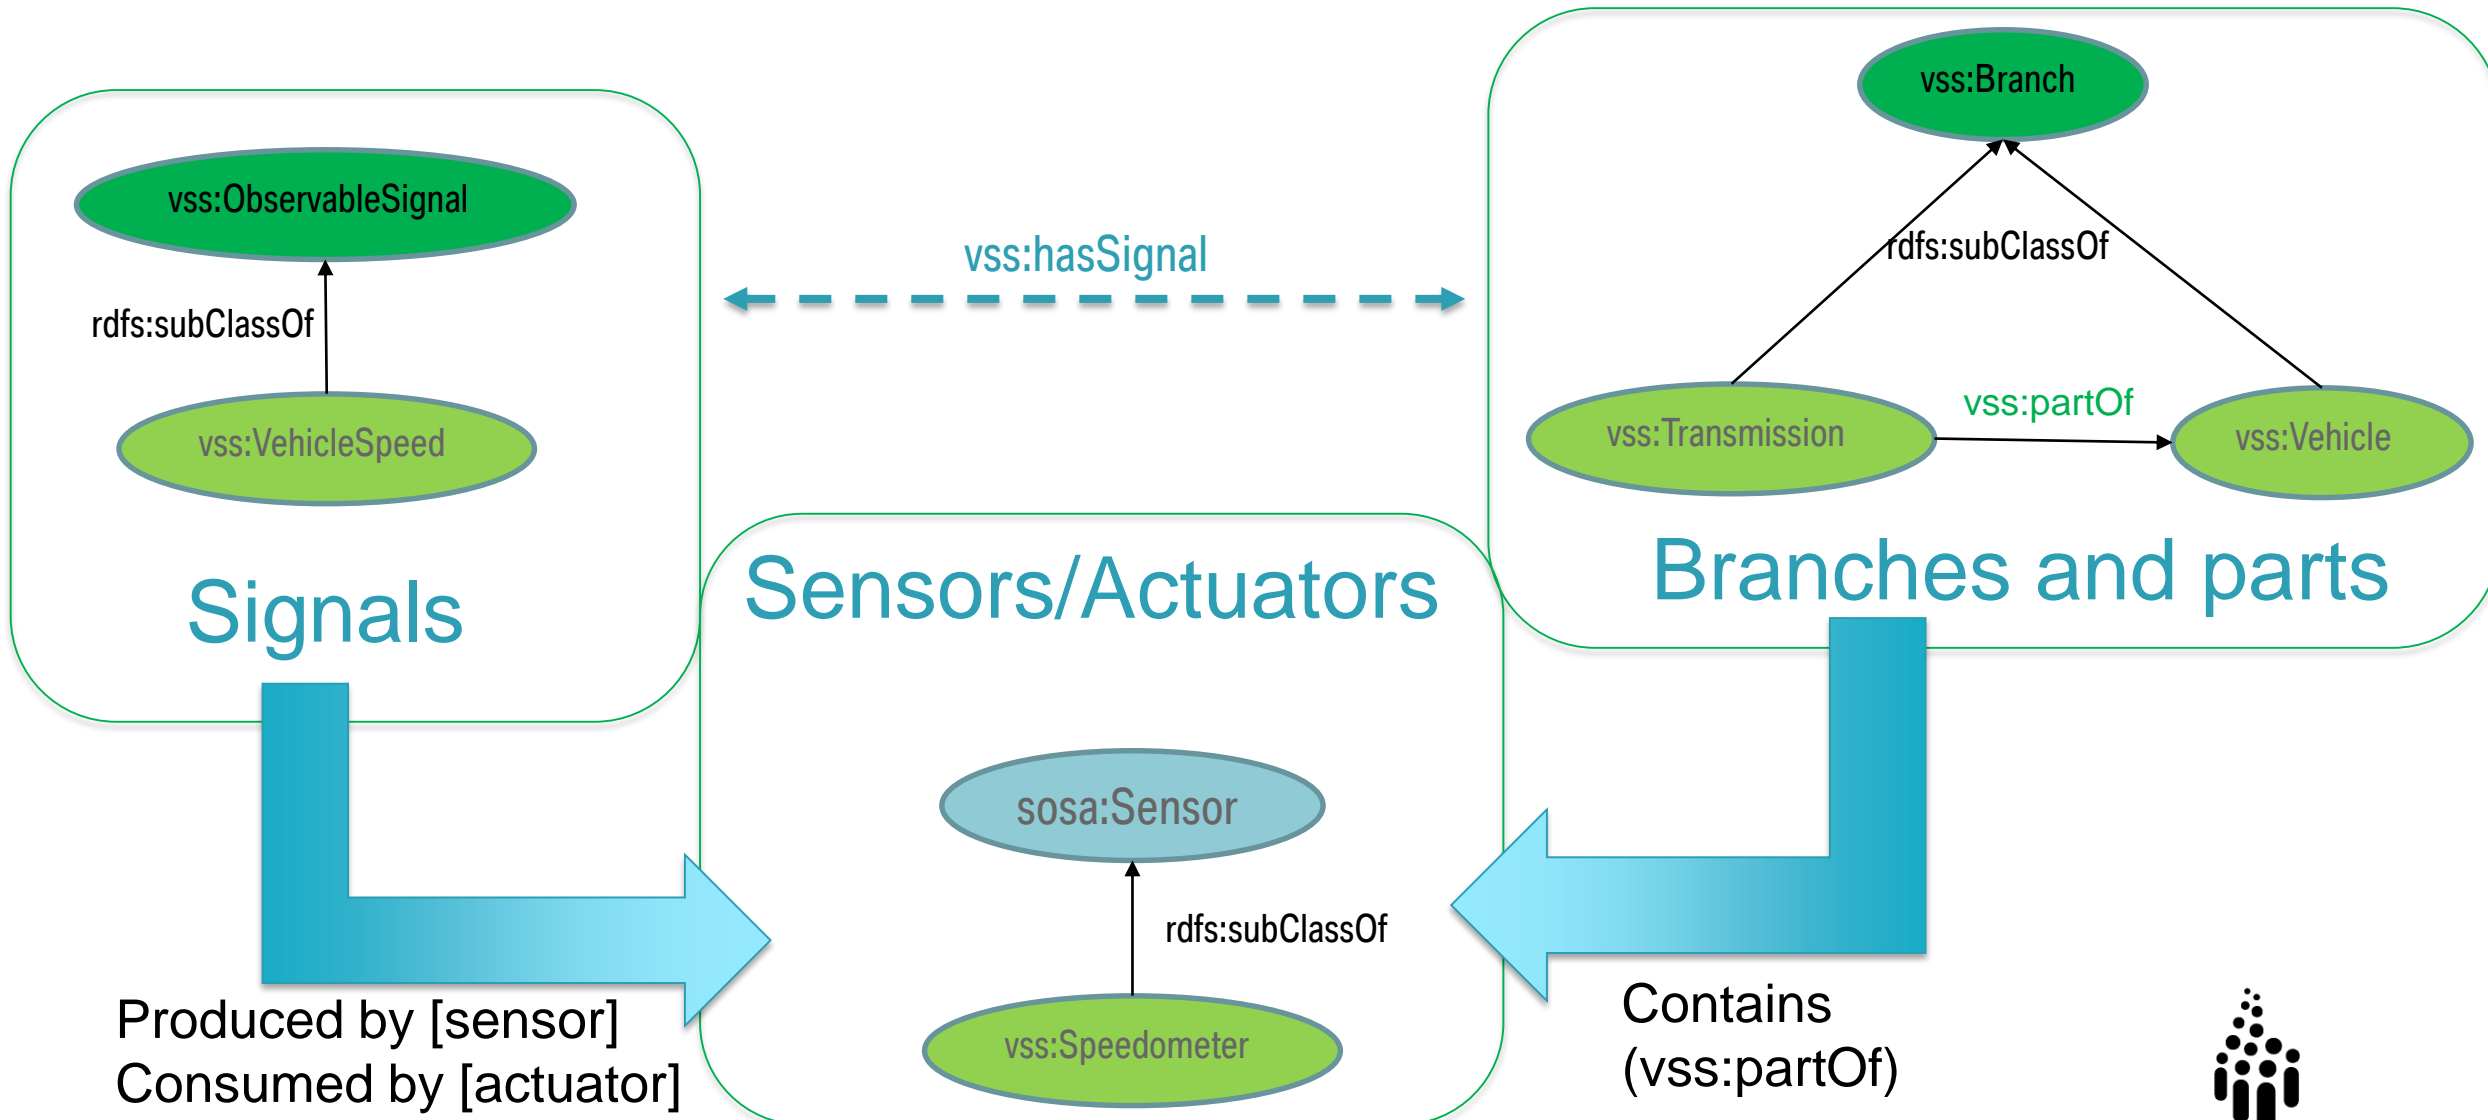 vss:Branch
vss:ObservableSignal
vss:hasSignal
rdfs:subClassOf
rdfs:subClassOf
vss:partOf
vss:VehicleSpeed
vss:Transmission
vss:Vehicle
Signals
Sensors/Actuators
Branches and parts
sosa:Sensor
rdfs:subClassOf
vss:Speedometer
Produced by [sensor]
Consumed by [actuator]
Contains
(vss:partOf)